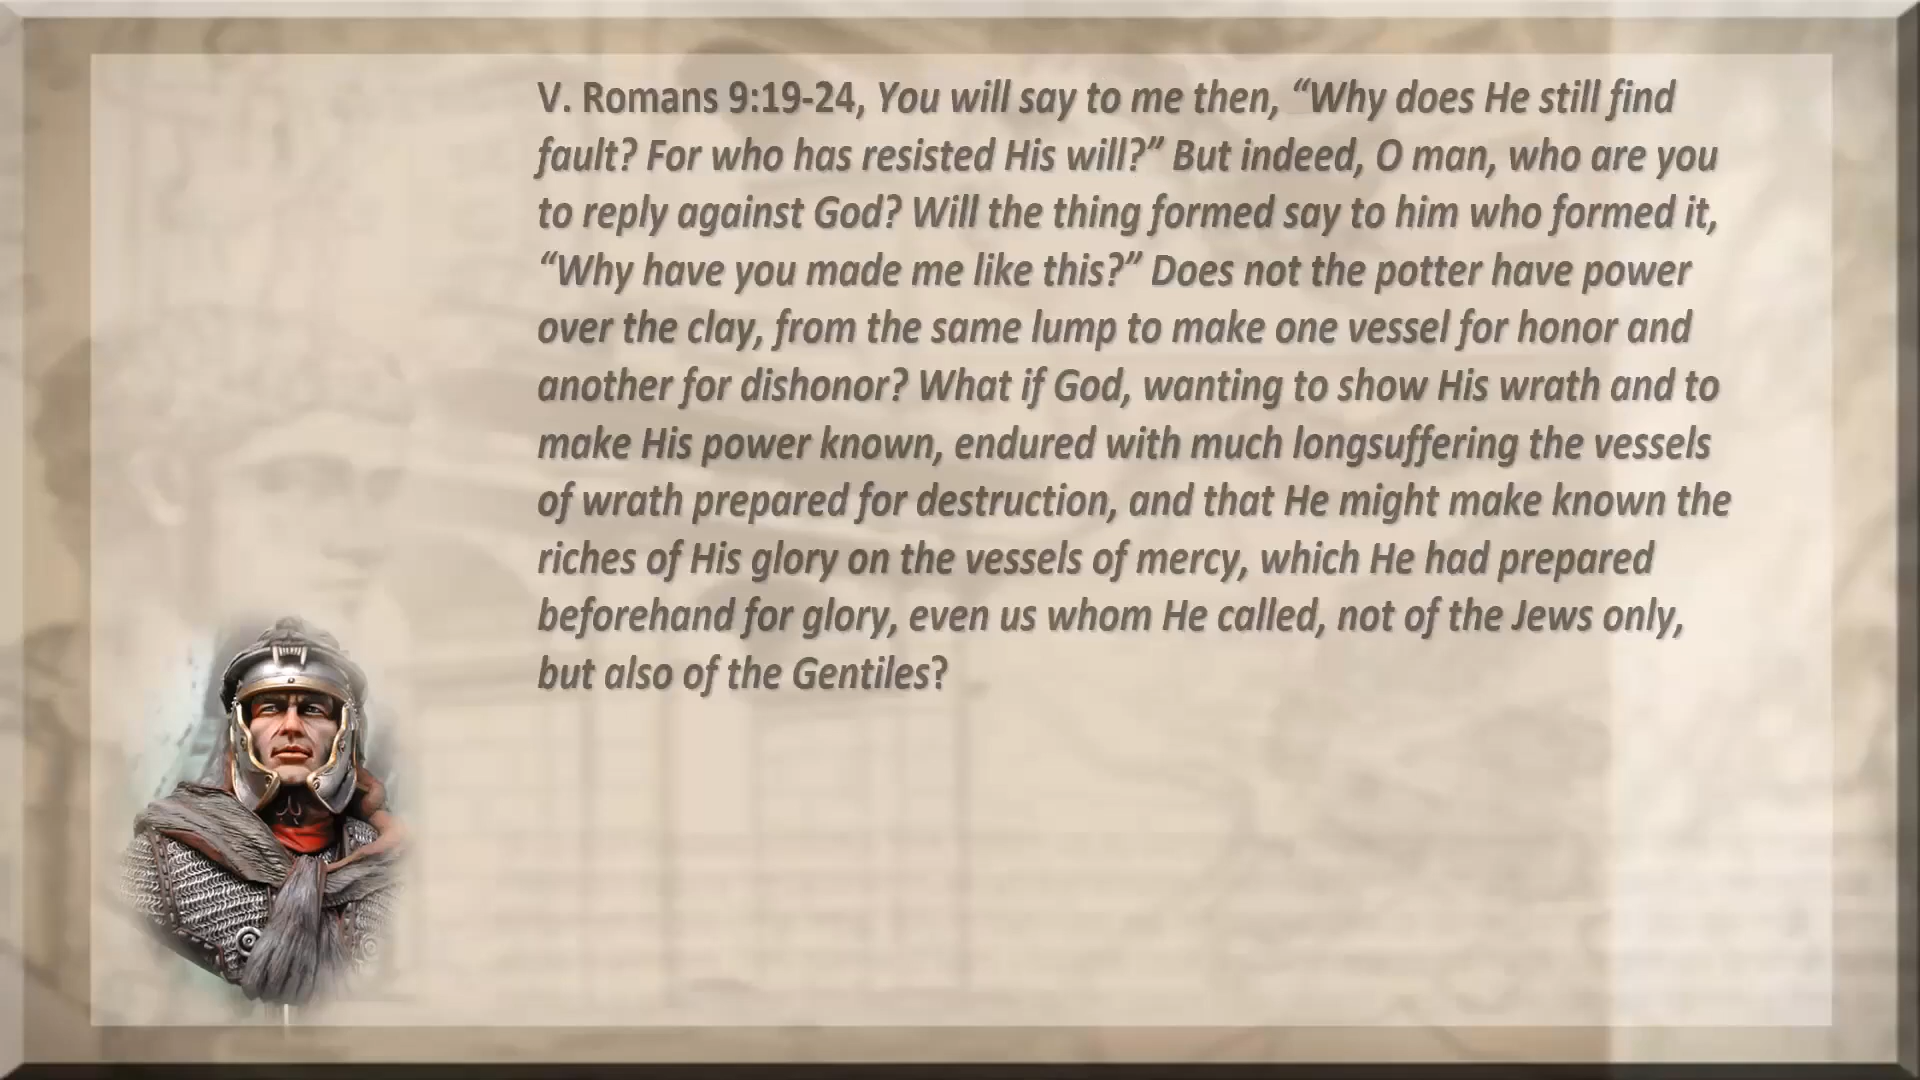 V. Romans 9:19-24, You will say to me then, “Why does He still find
fault? For who has resisted His will?” But indeed, O man, who are you
to reply against God? Will the thing formed say to him who formed it,
“Why have you made me like this?” Does not the potter have power
over the clay, from the same lump to make one vessel for honor and
another for dishonor? What if God, wanting to show His wrath and to
make His power known, endured with much longsuffering the vessels
of wrath prepared for destruction, and that He might make known the
riches of His glory on the vessels of mercy, which He had prepared
beforehand for glory, even us whom He called, not of the Jews only,
but also of the Gentiles?